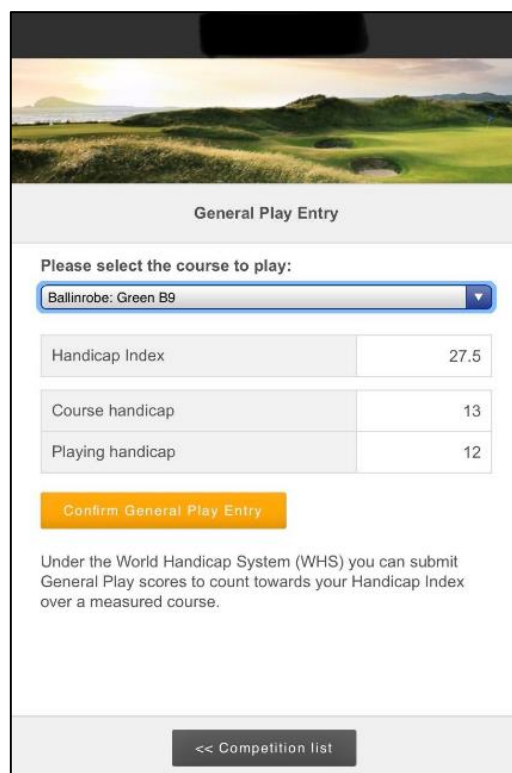 General Play Entry
Please select the course to play:
Ballinrobe: Green B9
Handicap Index 27.5
Course handicap 13
Playing handicap 12
Confirm General Play Entry
Under the World Handicap System (WHS) you can submit
General Play scores to count towards your Handicap Index
over a measured course.
<< Competition list